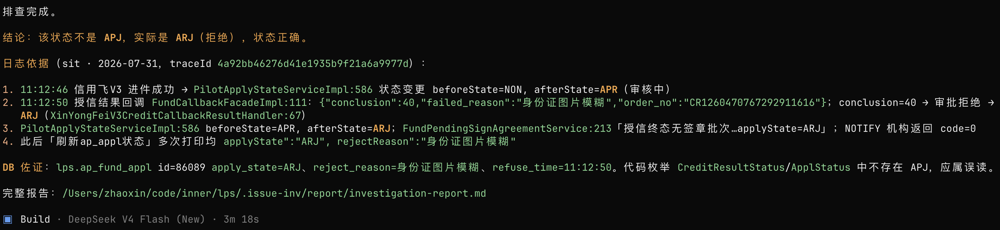 排查完成。
结论：该状态不是 APJ，实际是 ARJ（拒绝），状态正确。
日志依据（sit · 2026-07-31，traceId 4a92bb46276d41e1935b9f21a6a9977d）：
1. 11:12:46 信用飞V3 进件成功 → PilotApplyStateServiceImpl:586 状态变更 beforeState=NON, afterState=APR（审核中）
2. 11:12:50 授信结果回调 FundCallbackFacadeImpl:111：{"conclusion":40,"failed_reason":"身份证图片模糊","order_no":"CR1260470767292911616"}；conclusion=40 → 审批拒绝 →
ARJ（XinYongFeiV3CreditCallbackResultHandler:67）
3. PilotApplyStateServiceImpl:586 beforeState=APR, afterState=ARJ；FundPendingSignAgreementService:213「授信终态无签章批次…applyState=ARJ」；NOTIFY 机构返回 code=0
4. 此后「刷新ap_appl状态」多次打印均 applyState":"ARJ", rejectReason":"身份证图片模糊"
DB 佐证：lps.ap_fund_appl id=86089 apply_state=ARJ、reject_reason=身份证图片模糊、refuse_time=11:12:50。代码枚举 CreditResultStatus/ApplStatus 中不存在 APJ，应属误读。
完整报告：/Users/zhaoxin/code/inner/lps/.issue-inv/report/investigation-report.md
▣ Build · DeepSeek V4 Flash (New) · 3m 18s